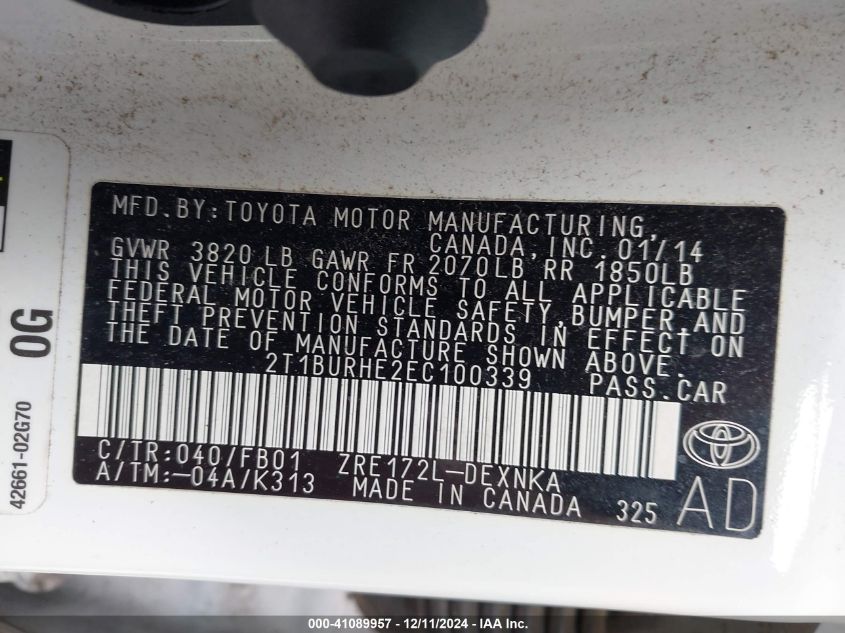 MFD.BY:TOYOTA MOTOR MANUFACTURING,
CANADA,INC. 01/14
GVWR 3820 LB GAWR FR 2070LB RR 1850LB
THIS VEHICLE CONFORMS TO ALL APPLICABLE
FEDERAL MOTOR VEHICLE SAFETY,BUMPER,AND
THEFT PREVENTION STANDARDS IN EFFECT ON
THE DATE OF MANUFACTURE SHOWN ABOVE.
2T1BURHE2EC100339 PASS.CAR
C/TR:040/FB01 ZRE172L-DEXNKA
A/TM:-04A/K313 MADE IN CANADA 325 AD
42661-02G70 0G
000-41089957 - 12/11/2024 - IAA Inc.